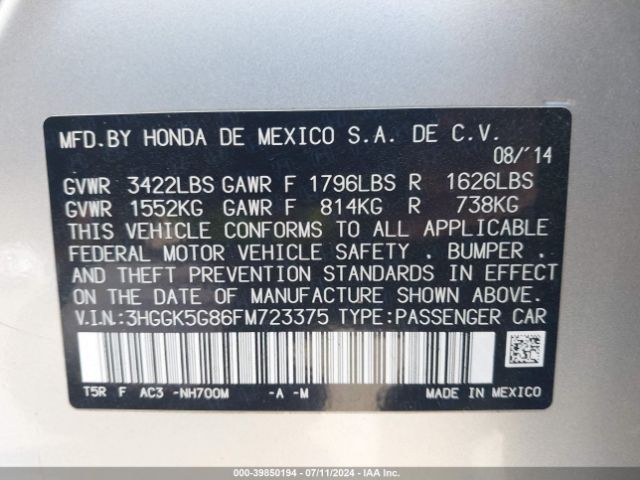 MFD.BY HONDA DE MEXICO S.A. DE C.V.
08/'14
GVWR 3422LBS GAWR F 1796LBS R 1626LBS
GVWR 1552KG GAWR F 814KG R 738KG
THIS VEHICLE CONFORMS TO ALL APPLICABLE
FEDERAL MOTOR VEHICLE SAFETY , BUMPER ,
AND THEFT PREVENTION STANDARDS IN EFFECT
ON THE DATE OF MANUFACTURE SHOWN ABOVE.
V.I.N.:3HGGK5G86FM723375 TYPE:PASSENGER CAR
T5R F AC3 -NH700M -A -M MADE IN MEXICO
000-39850194 - 07/11/2024 - IAA Inc.